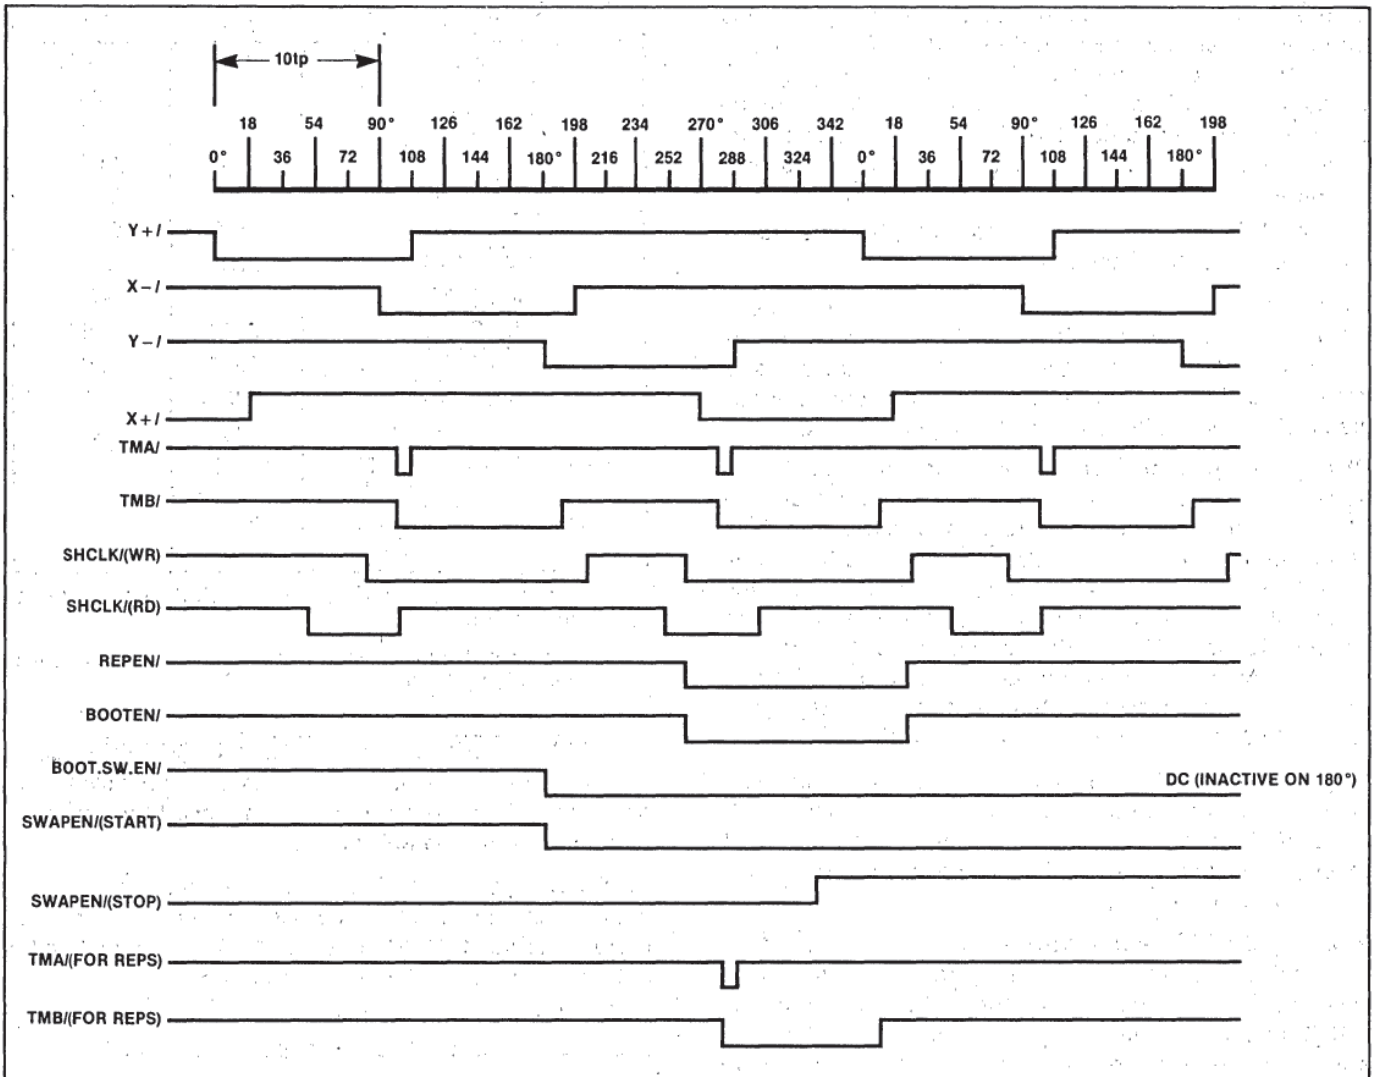 10tp
18 54 90° 126 162 198 234 270° 306 342 18 54 90° 126 162 198
0° 36 72 108 144 180° 216 252 288 324 0° 36 72 108 144 180°
Y+/
X−/
Y−/
X+/
TMA/
TMB/
SHCLK/(WR)
SHCLK/(RD)
REPEN/
BOOTEN/
BOOT.SW.EN/
DC (INACTIVE ON 180°)
SWAPEN/(START)
SWAPEN/(STOP)
TMA/(FOR REPS)
TMB/(FOR REPS)